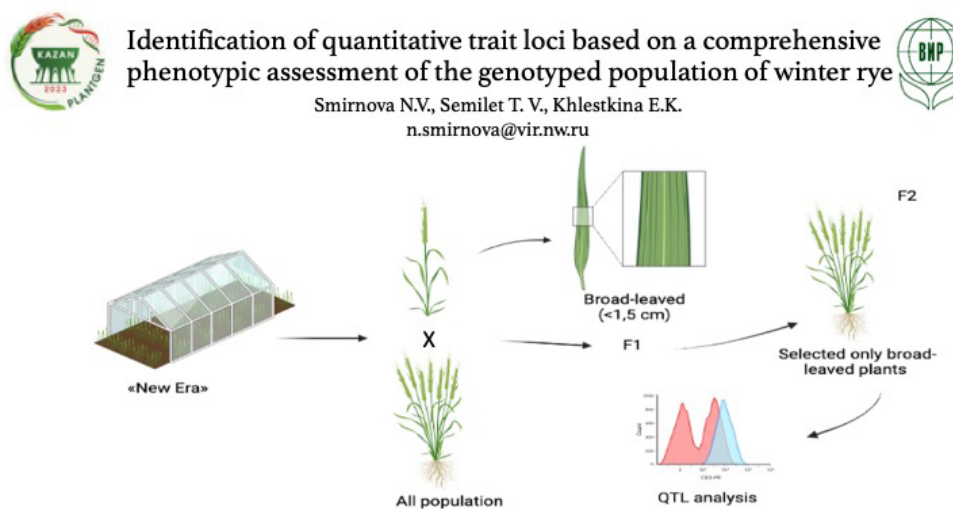 KAZAN
2023
PLANTGEN
Identification of quantitative trait loci based on a comprehensive
phenotypic assessment of the genotyped population of winter rye
ВИР
Smirnova N.V., Semilet T. V., Khlestkina E.K.
n.smirnova@vir.nw.ru
F2
Broad-leaved
(<1,5 cm)
X
F1
Selected only broad-
leaved plants
«New Era»
All population
QTL analysis